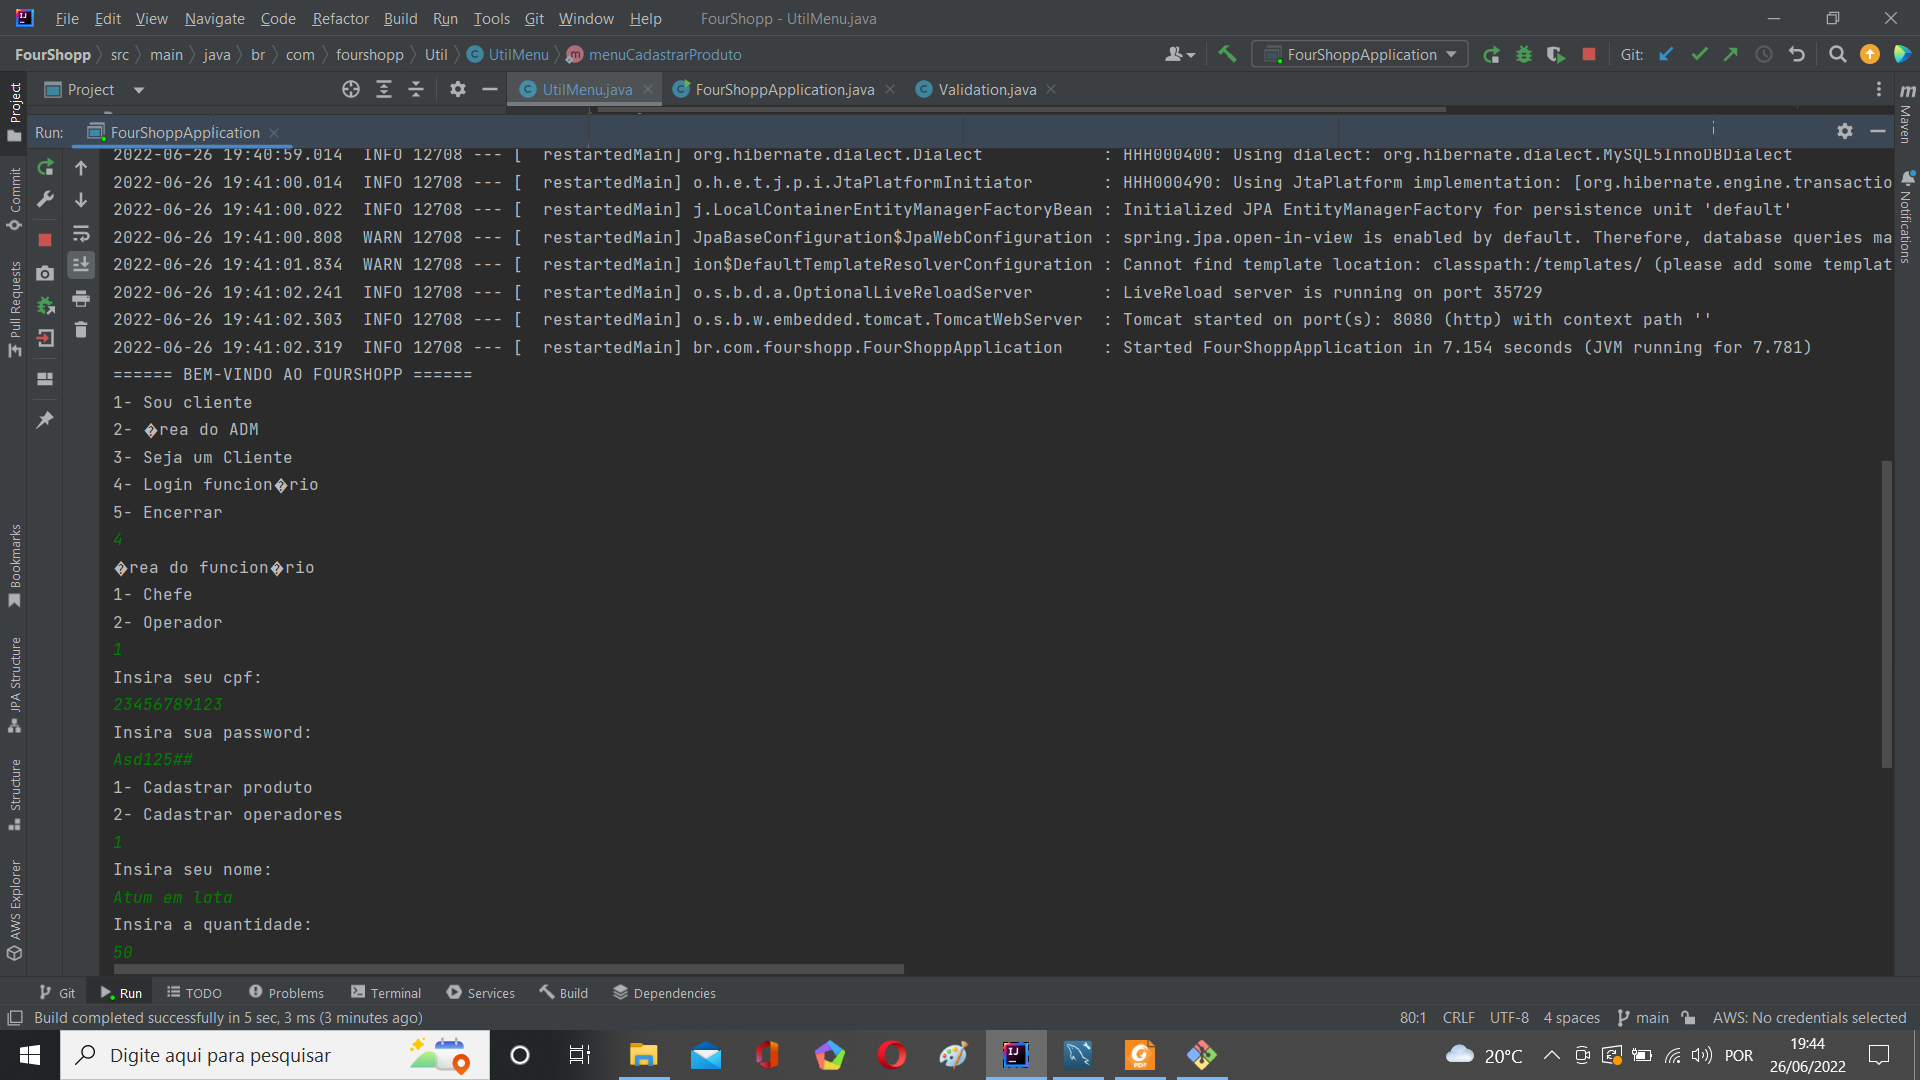 File Edit View Navigate Code Refactor Build Run Tools Git Window Help FourShopp - UtilMenu.java
FourShopp src main java br com fourshopp Util UtilMenu menuCadastrarProduto FourShoppApplication Git:
Project UtilMenu.java FourShoppApplication.java Validation.java
Run: FourShoppApplication
2022-06-26 19:40:59.014 INFO 12708 --- [ restartedMain] org.hibernate.dialect.Dialect : HHH000400: Using dialect: org.hibernate.dialect.MySQL5InnoDBDialect
2022-06-26 19:41:00.014 INFO 12708 --- [ restartedMain] o.h.e.t.j.p.i.JtaPlatformInitiator : HHH000490: Using JtaPlatform implementation: [org.hibernate.engine.transactio
2022-06-26 19:41:00.022 INFO 12708 --- [ restartedMain] j.LocalContainerEntityManagerFactoryBean : Initialized JPA EntityManagerFactory for persistence unit 'default'
2022-06-26 19:41:00.808 WARN 12708 --- [ restartedMain] JpaBaseConfiguration$JpaWebConfiguration : spring.jpa.open-in-view is enabled by default. Therefore, database queries ma
2022-06-26 19:41:01.834 WARN 12708 --- [ restartedMain] ion$DefaultTemplateResolverConfiguration : Cannot find template location: classpath:/templates/ (please add some templat
2022-06-26 19:41:02.241 INFO 12708 --- [ restartedMain] o.s.b.d.a.OptionalLiveReloadServer : LiveReload server is running on port 35729
2022-06-26 19:41:02.303 INFO 12708 --- [ restartedMain] o.s.b.w.embedded.tomcat.TomcatWebServer : Tomcat started on port(s): 8080 (http) with context path ''
2022-06-26 19:41:02.319 INFO 12708 --- [ restartedMain] br.com.fourshopp.FourShoppApplication : Started FourShoppApplication in 7.154 seconds (JVM running for 7.781)
====== BEM-VINDO AO FOURSHOPP ======
1- Sou cliente
2- �rea do ADM
3- Seja um Cliente
4- Login funcion�rio
5- Encerrar
4
�rea do funcion�rio
1- Chefe
2- Operador
1
Insira seu cpf:
23456789123
Insira sua password:
Asd125##
1- Cadastrar produto
2- Cadastrar operadores
1
Insira seu nome:
Atum em lata
Insira a quantidade:
50
Project
Commit
Pull Requests
Bookmarks
JPA Structure
Structure
AWS Explorer
m Maven
Notifications
Git Run TODO Problems Terminal Services Build Dependencies
Build completed successfully in 5 sec, 3 ms (3 minutes ago) 80:1 CRLF UTF-8 4 spaces main AWS: No credentials selected
Digite aqui para pesquisar IJ PDF 20°C POR 19:44
26/06/2022